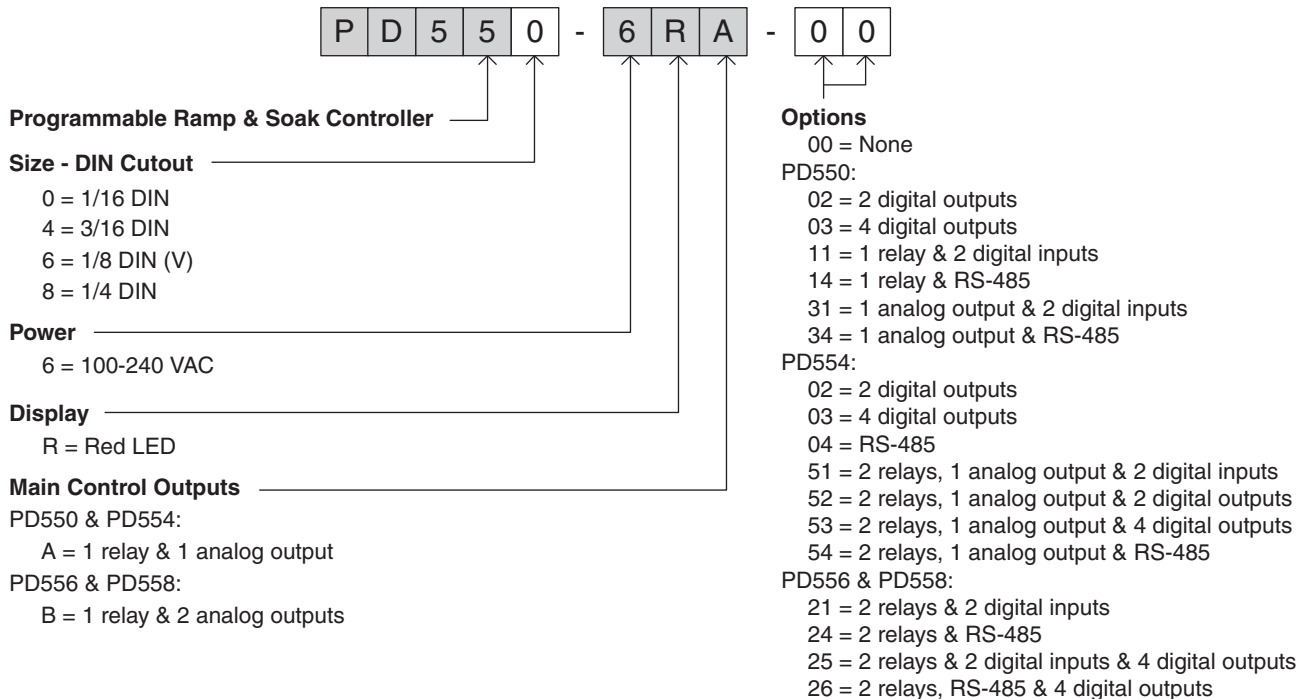 PD550 - 6RA - 00
Programmable Ramp & Soak Controller
Size - DIN Cutout
0 = 1/16 DIN
4 = 3/16 DIN
6 = 1/8 DIN (V)
8 = 1/4 DIN
Power
6 = 100-240 VAC
Display
R = Red LED
Main Control Outputs
PD550 & PD554:
A = 1 relay & 1 analog output
PD556 & PD558:
B = 1 relay & 2 analog outputs
Options
00 = None
PD550:
02 = 2 digital outputs
03 = 4 digital outputs
11 = 1 relay & 2 digital inputs
14 = 1 relay & RS-485
31 = 1 analog output & 2 digital inputs
34 = 1 analog output & RS-485
PD554:
02 = 2 digital outputs
03 = 4 digital outputs
04 = RS-485
51 = 2 relays, 1 analog output & 2 digital inputs
52 = 2 relays, 1 analog output & 2 digital outputs
53 = 2 relays, 1 analog output & 4 digital outputs
54 = 2 relays, 1 analog output & RS-485
PD556 & PD558:
21 = 2 relays & 2 digital inputs
24 = 2 relays & RS-485
25 = 2 relays & 2 digital inputs & 4 digital outputs
26 = 2 relays, RS-485 & 4 digital outputs